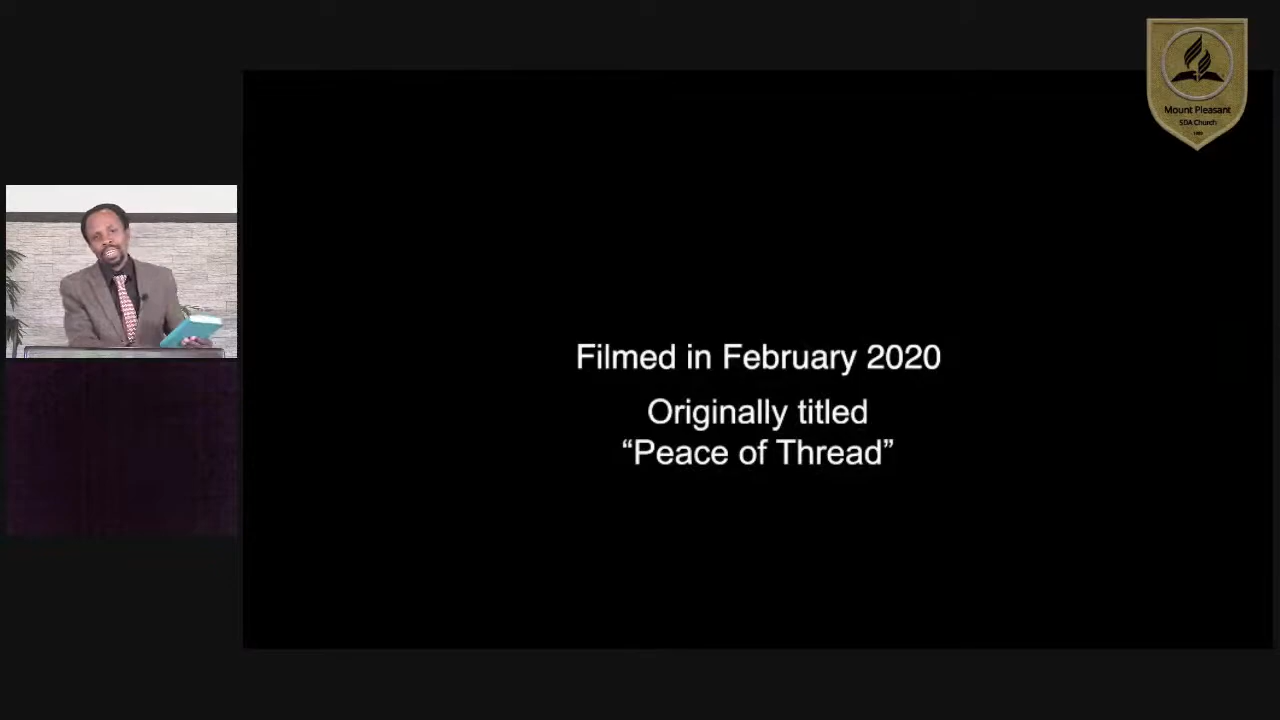 Mount Pleasant
SDA Church
Filmed in February 2020
Originally titled
“Peace of Thread”